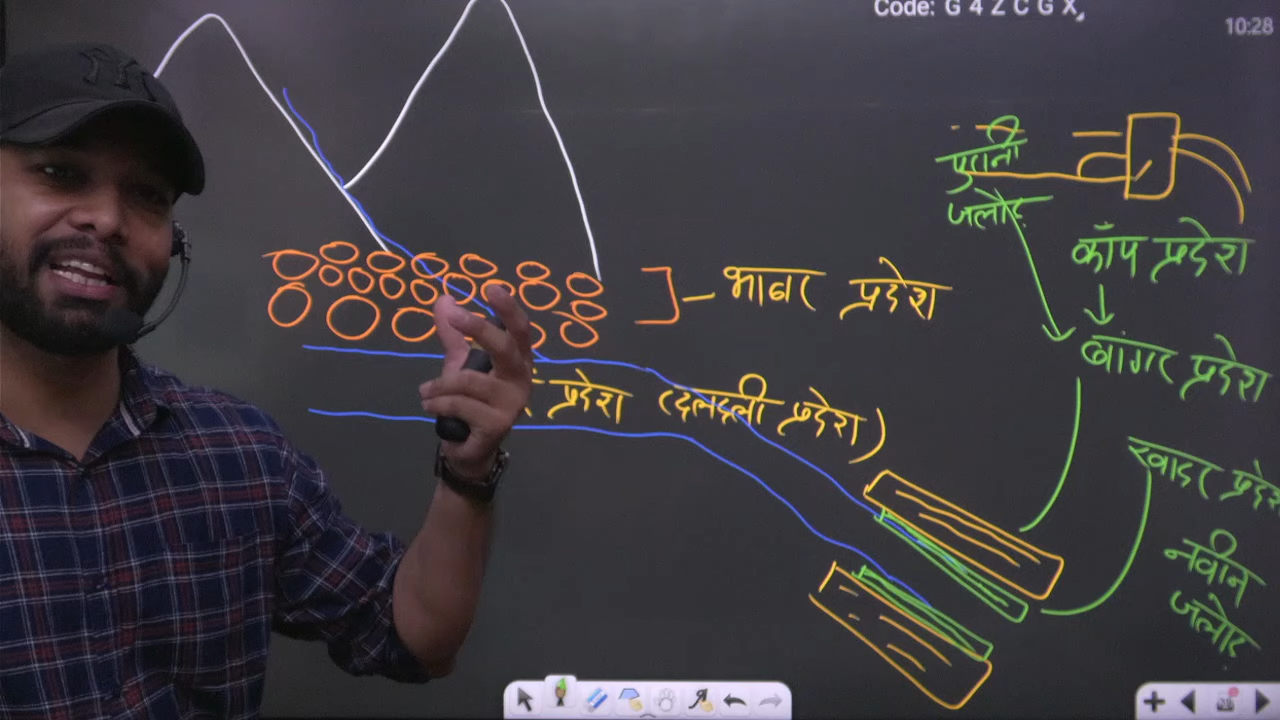 Code: G 4 Z C G X
10:28
पुरानी
जलोढ़
काँप प्रदेश
भाबर प्रदेश
बांगर प्रदेश
प्रदेश (दलदली प्रदेश)
खादर प्रदेश
नवीन
जलोढ़